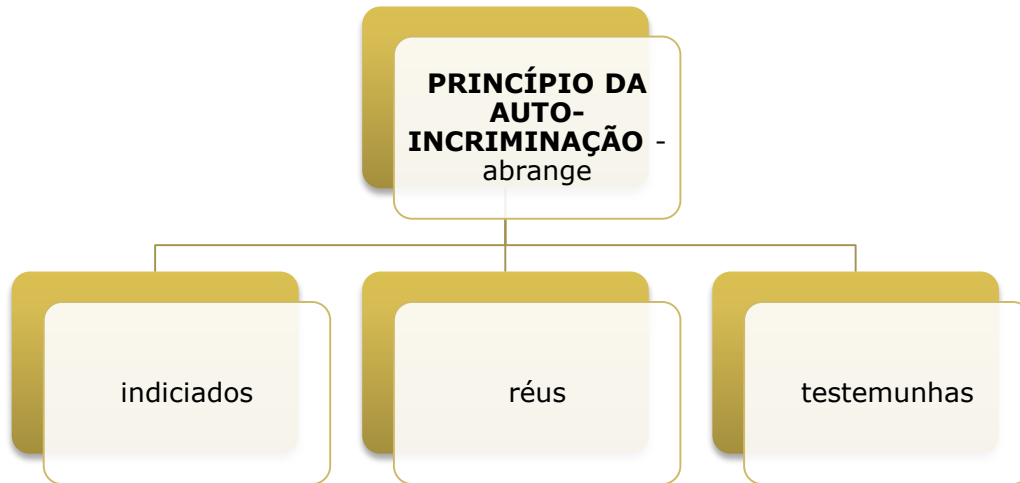 PRINCÍPIO DA
AUTO-
INCRIMINAÇÃO -
abrange
indiciados
réus
testemunhas